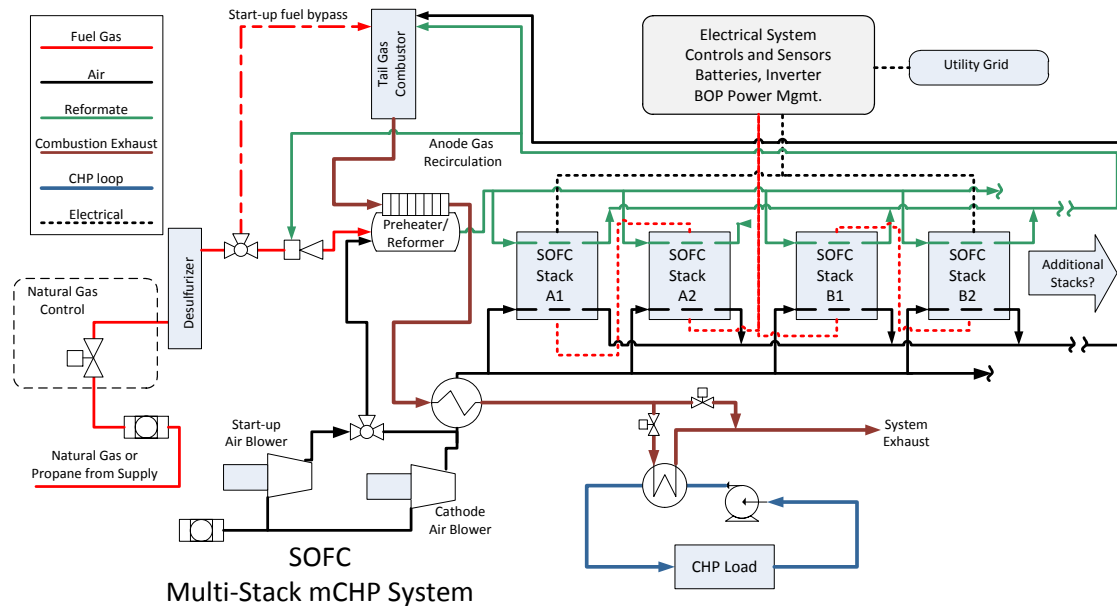 Start-up fuel bypass
Fuel Gas
Air
Reformate
Combustion Exhaust
CHP loop
Electrical
Tail Gas
Combustor
Electrical System
Controls and Sensors
Batteries, Inverter
BOP Power Mgmt.
Utility Grid
Anode Gas
Recirculation
Preheater/
Reformer
Desulfurizer
Natural Gas
Control
SOFC
Stack
A1
SOFC
Stack
A2
SOFC
Stack
B1
SOFC
Stack
B2
Additional
Stacks?
Start-up
Air Blower
Natural Gas or
Propane from Supply
Cathode
Air Blower
System
Exhaust
CHP Load
SOFC
Multi-Stack mCHP System